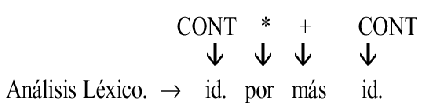 CONT * + CONT
↓ ↓ ↓ ↓
Análisis Léxico. → id. por más id.